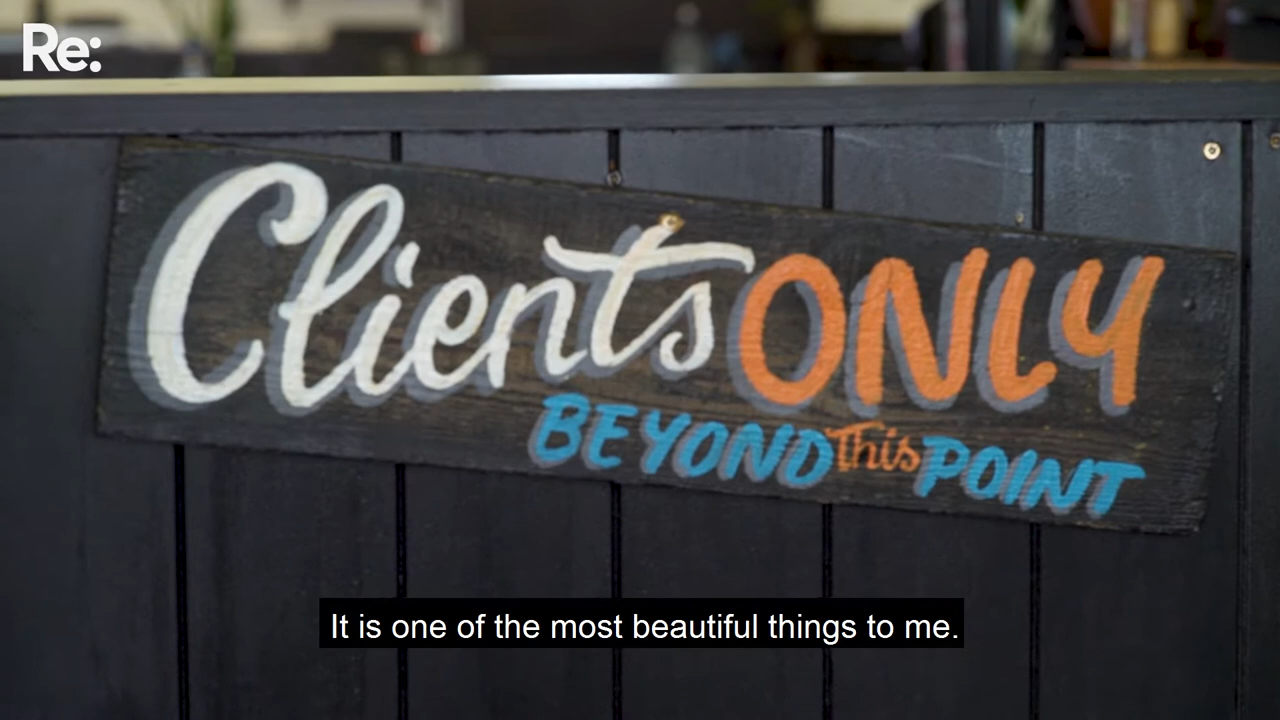 Re:
Clients ONLY
BEYOND This POINT
It is one of the most beautiful things to me.